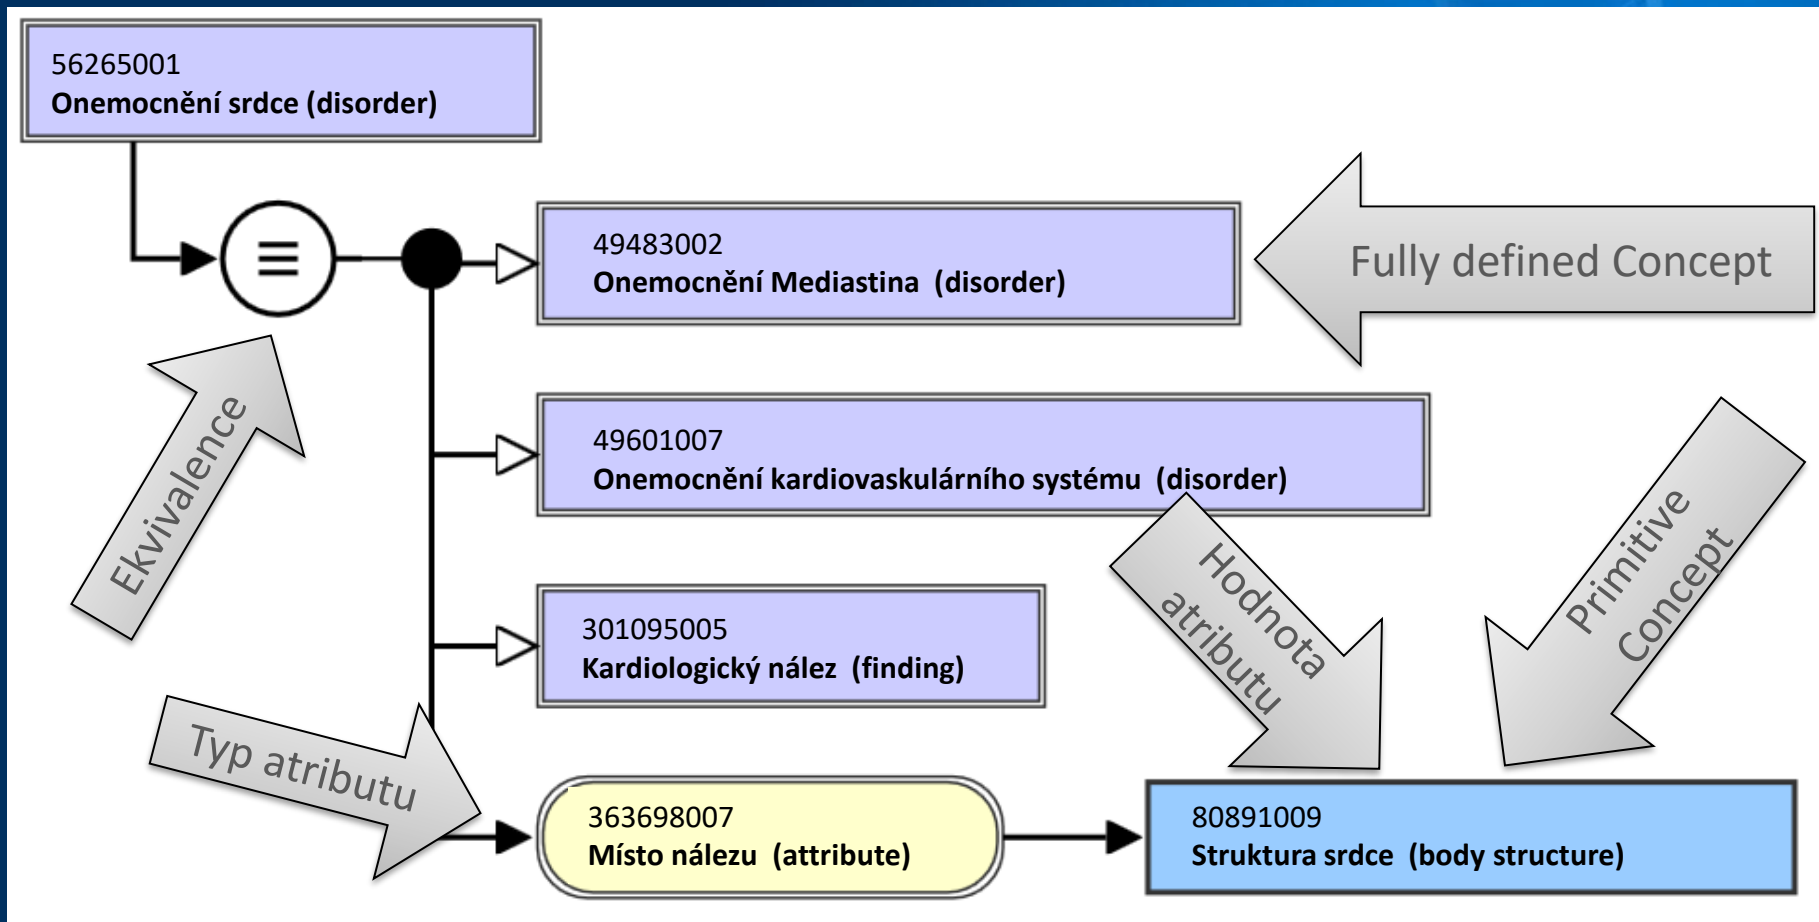 56265001
Onemocnění srdce (disorder)
49483002
Onemocnění Mediastina (disorder)
Fully defined Concept
Ekvivalence
49601007
Onemocnění kardiovaskulárního systému (disorder)
Hodnota
atributu
Primitive
Concept
301095005
Kardiologický nález (finding)
Typ atributu
363698007
Místo nálezu (attribute)
80891009
Struktura srdce (body structure)